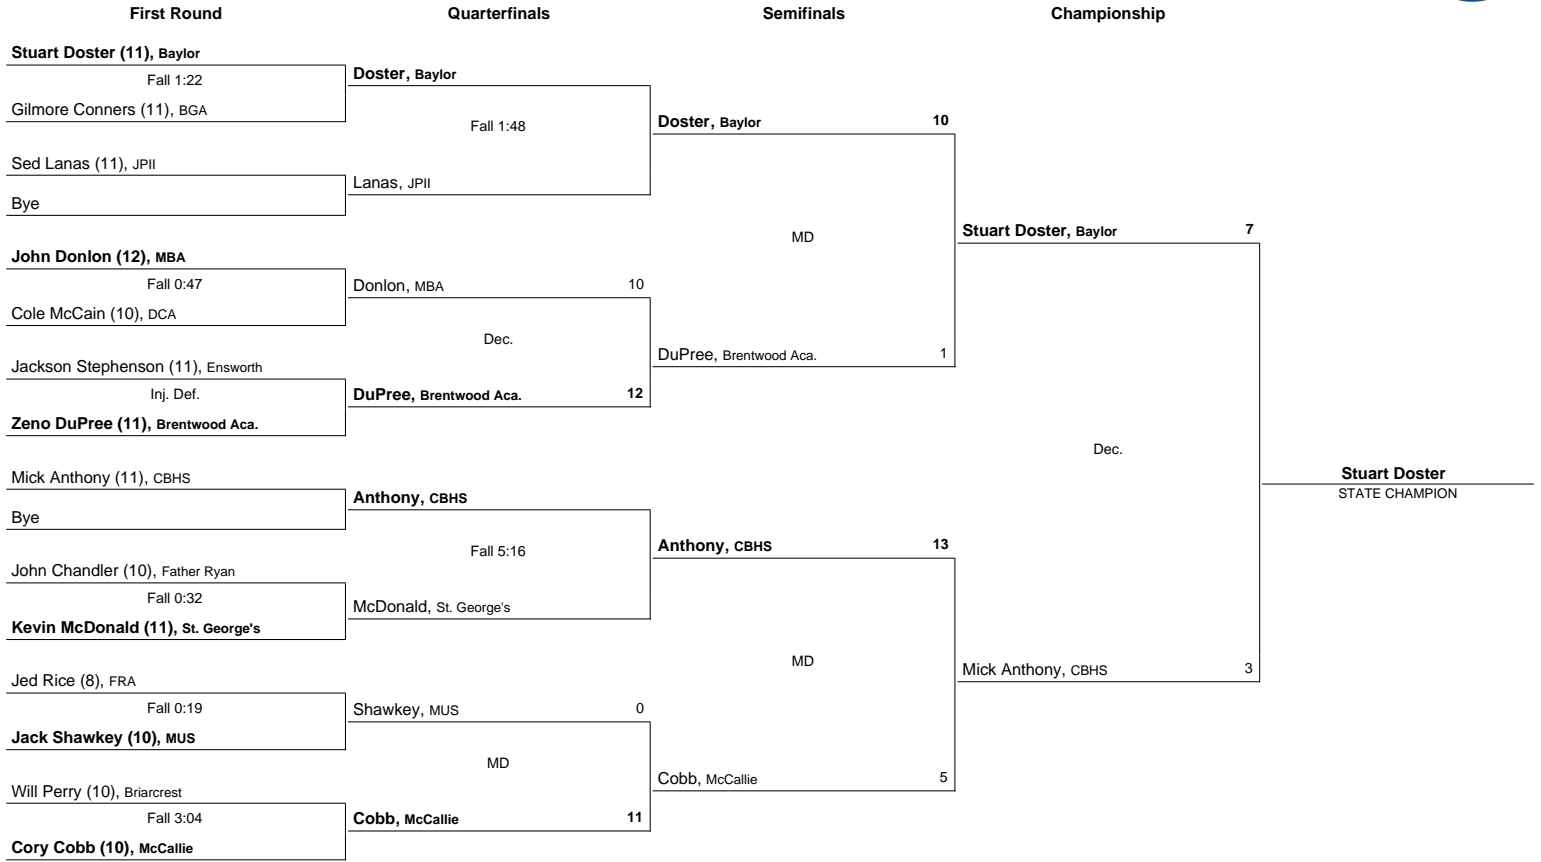 First Round
Quarterfinals
Semifinals
Championship
Stuart Doster (11), Baylor
Fall 1:22
Gilmore Conners (11), BGA
Sed Lanas (11), JPII
Bye
John Donlon (12), MBA
Fall 0:47
Cole McCain (10), DCA
Jackson Stephenson (11), Ensworth
Inj. Def.
Zeno DuPree (11), Brentwood Aca.
Mick Anthony (11), CBHS
Bye
John Chandler (10), Father Ryan
Fall 0:32
Kevin McDonald (11), St. George's
Jed Rice (8), FRA
Fall 0:19
Jack Shawkey (10), MUS
Will Perry (10), Briarcrest
Fall 3:04
Cory Cobb (10), McCallie
Doster, Baylor
Fall 1:48
Lanas, JPII
Donlon, MBA 10
Dec.
DuPree, Brentwood Aca. 12
Anthony, CBHS
Fall 5:16
McDonald, St. George's
Shawkey, MUS 0
MD
Cobb, McCallie 11
Doster, Baylor 10
MD
DuPree, Brentwood Aca. 1
Anthony, CBHS 13
MD
Cobb, McCallie 5
Stuart Doster, Baylor 7
Dec.
Mick Anthony, CBHS 3
Stuart Doster
STATE CHAMPION